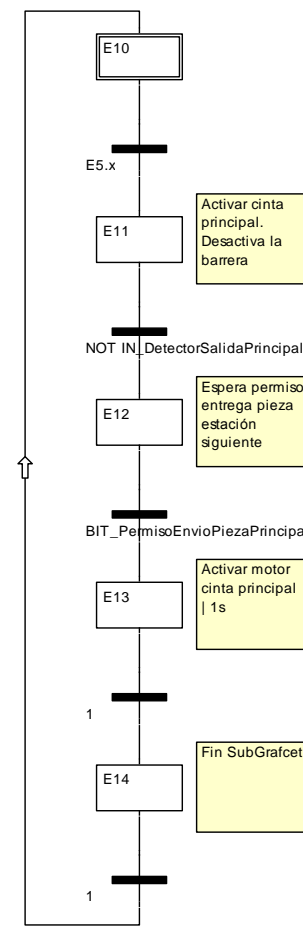 E10
E5.x
E11
Activar cinta
principal.
Desactiva la
barrera
NOT IN_DetectorSalidaPrincipal
E12
Espera permiso
entrega pieza
estación
siguiente
BIT_PermisoEnvioPiezaPrincipa
E13
Activar motor
cinta principal
| 1s
1
E14
Fin SubGrafcet
1